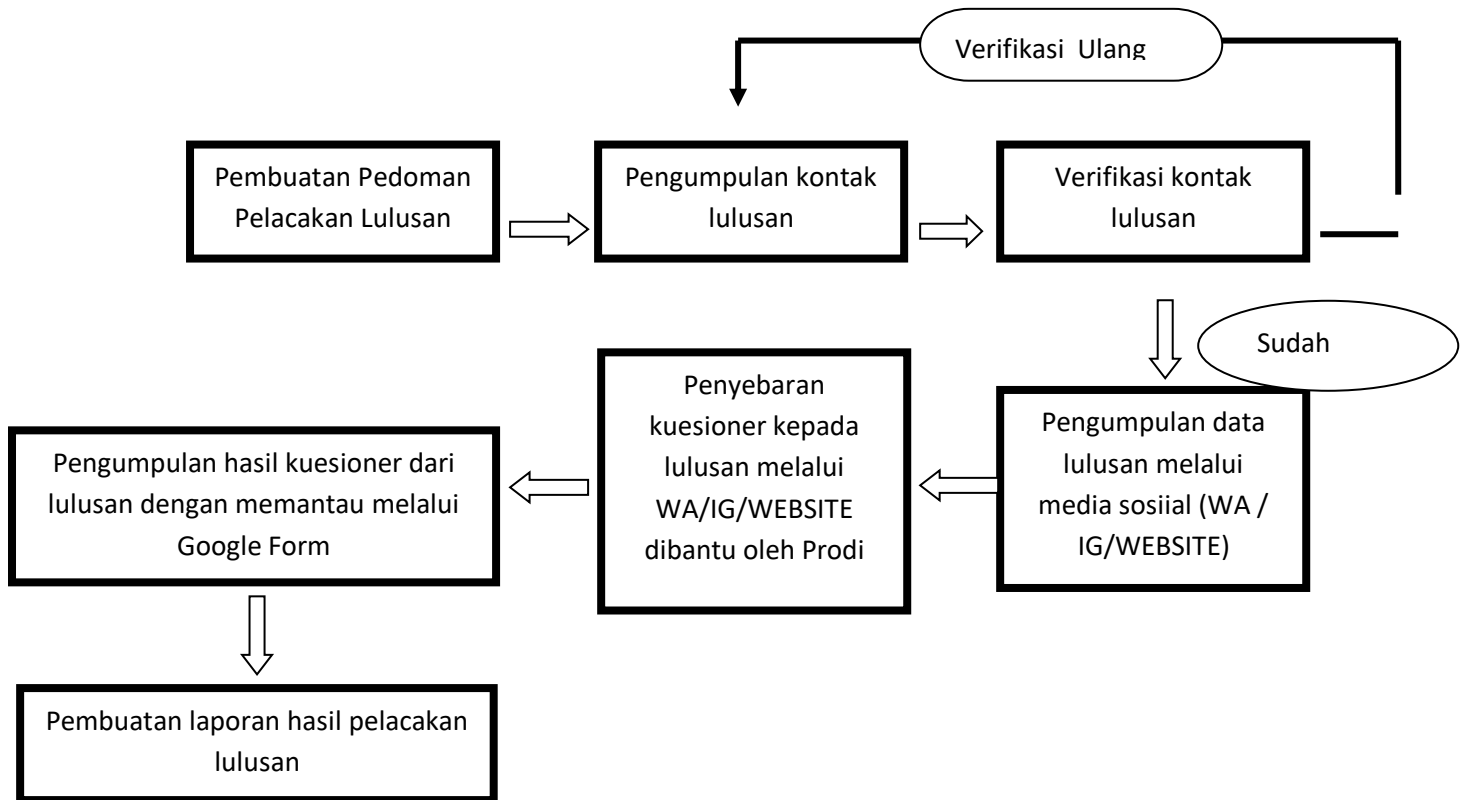 Verifikasi Ulang
Pembuatan Pedoman
Pelacakan Lulusan
Pengumpulan kontak
lulusan
Verifikasi kontak
lulusan
Sudah
Pengumpulan data
lulusan melalui
media sosiial (WA /
IG/WEBSITE)
Penyebaran
kuesioner kepada
lulusan melalui
WA/IG/WEBSITE
dibantu oleh Prodi
Pengumpulan hasil kuesioner dari
lulusan dengan memantau melalui
Google Form
Pembuatan laporan hasil pelacakan
lulusan